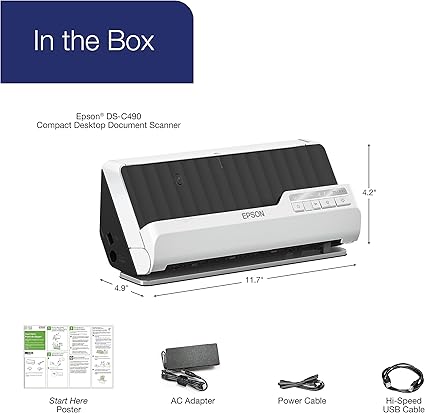 In the Box
Epson® DS-C490
Compact Desktop Document Scanner
4.2"
EPSON
4.9"
11.7"
Start Here
Poster
AC Adapter
Power Cable
Hi-Speed
USB Cable